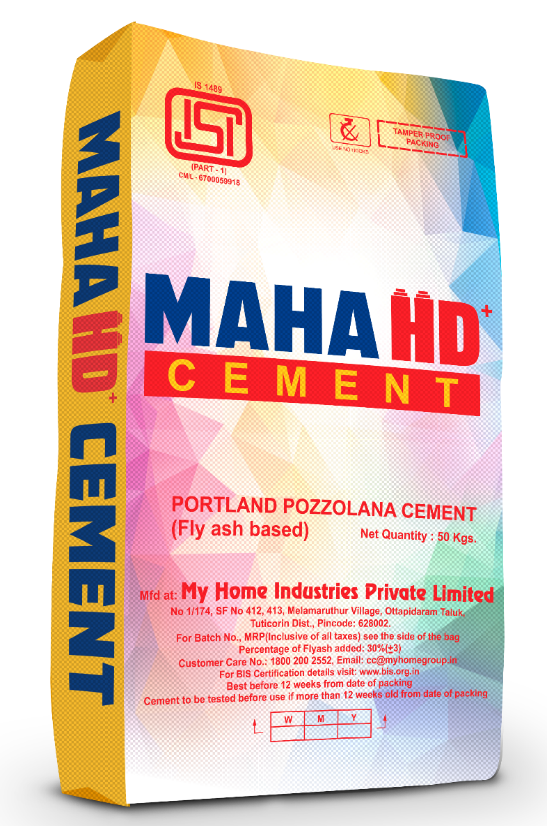 IS 1489
ISI
(PART - 1)
CM/L - 6700059918
USE NO HOOKS
TAMPER PROOF
PACKING
MAHA HD+
CEMENT
MAHA HD+ CEMENT
PORTLAND POZZOLANA CEMENT
(Fly ash based)
Net Quantity : 50 Kgs.
Mfd at: My Home Industries Private Limited
No 1/174, SF No 412, 413, Melamaruthur Village, Ottapidaram Taluk,
Tuticorin Dist., Pincode: 628002.
For Batch No., MRP(Inclusive of all taxes) see the side of the bag
Percentage of Flyash added: 30%(±3)
Customer Care No.: 1800 200 2552, Email: cc@myhomegroup.in
For BIS Certification details visit: www.bis.org.in
Best before 12 weeks from date of packing
Cement to be tested before use if more than 12 weeks old from date of packing
W M Y